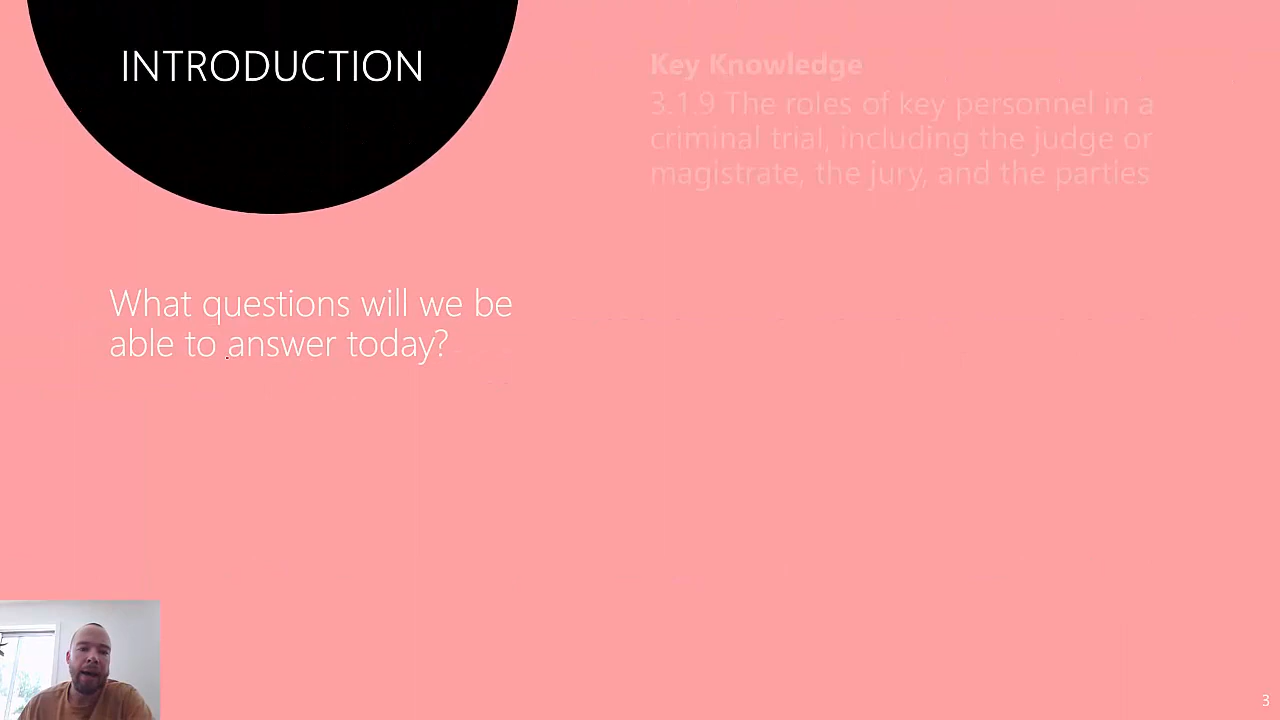 INTRODUCTION
What questions will we be
able to answer today?
Key Knowledge
3.1.9 The roles of key personnel in a
criminal trial, including the judge or
magistrate, the jury, and the parties
3